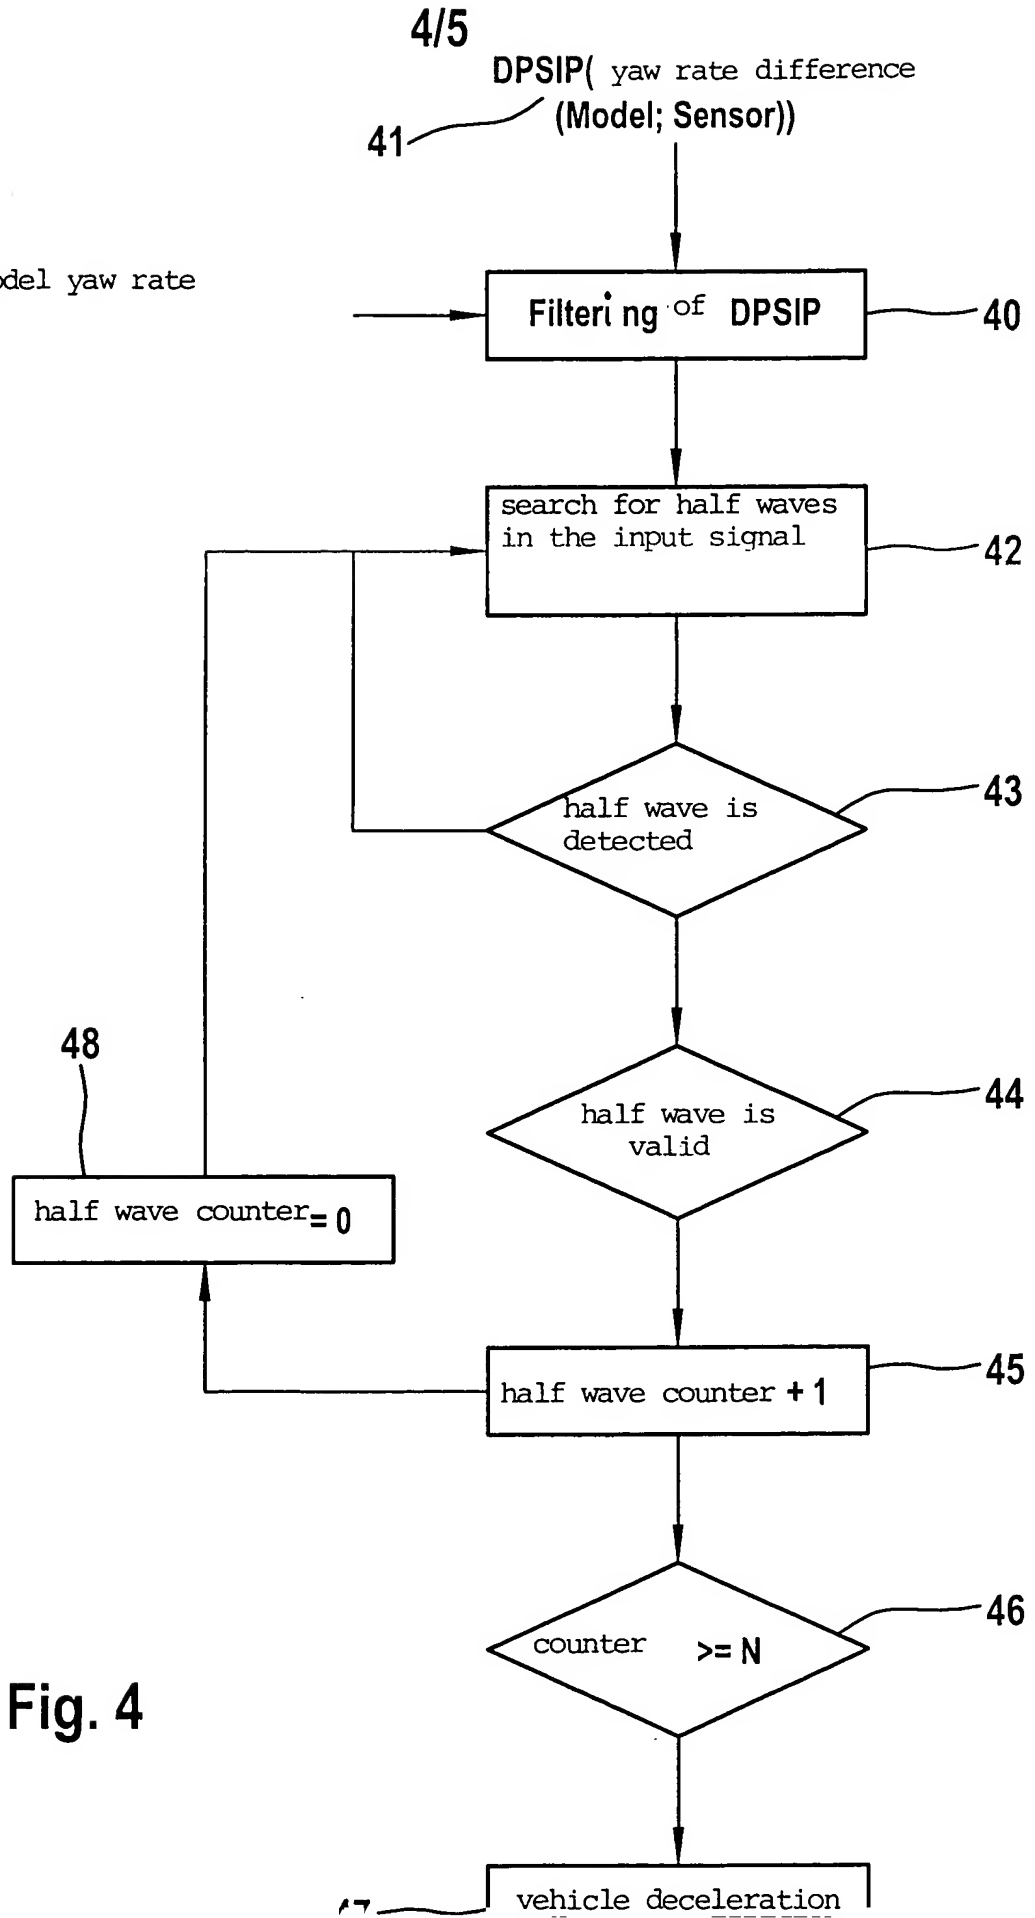 4/5
DPSIP( yaw rate difference
(Model; Sensor))
41
yaw rate
Filtering of DPSIP
40
search for half waves
in the input signal
42
half wave is
detected
43
48
half wave is
valid
44
half wave counter = 0
half wave counter + 1
45
counter >= N
46
Fig. 4
vehicle deceleration